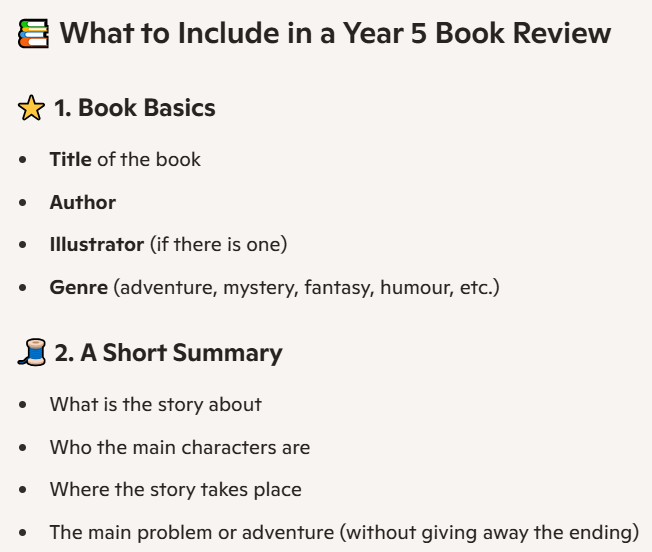 What to Include in a Year 5 Book Review
1. Book Basics
• Title of the book
• Author
• Illustrator (if there is one)
• Genre (adventure, mystery, fantasy, humour, etc.)
2. A Short Summary
• What is the story about
• Who the main characters are
• Where the story takes place
• The main problem or adventure (without giving away the ending)